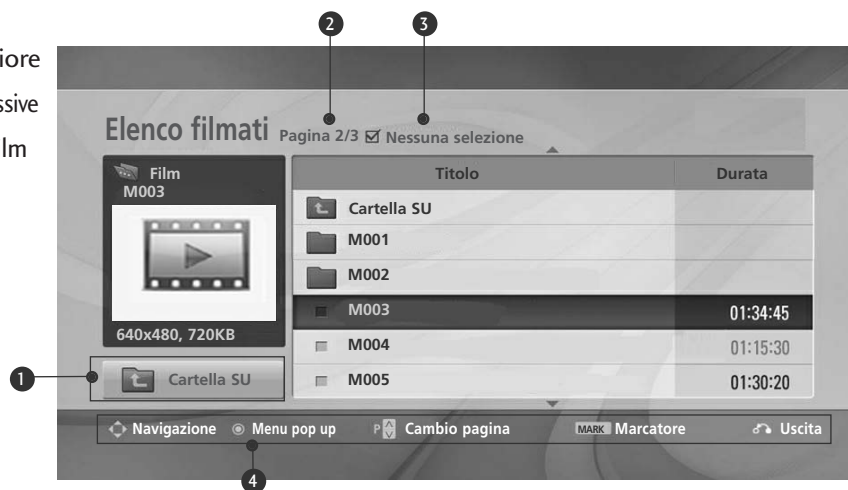 2 3
iore
ssive
lm
Elenco filmati Pagina 2/3 Nessuna selezione
Film
M003
Titolo Durata
Cartella SU
M001
M002
M003 01:34:45
640x480, 720KB
M004 01:15:30
1 Cartella SU
M005 01:30:20
Navigazione Menu pop up P Cambio pagina MARK Marcatore Uscita
4